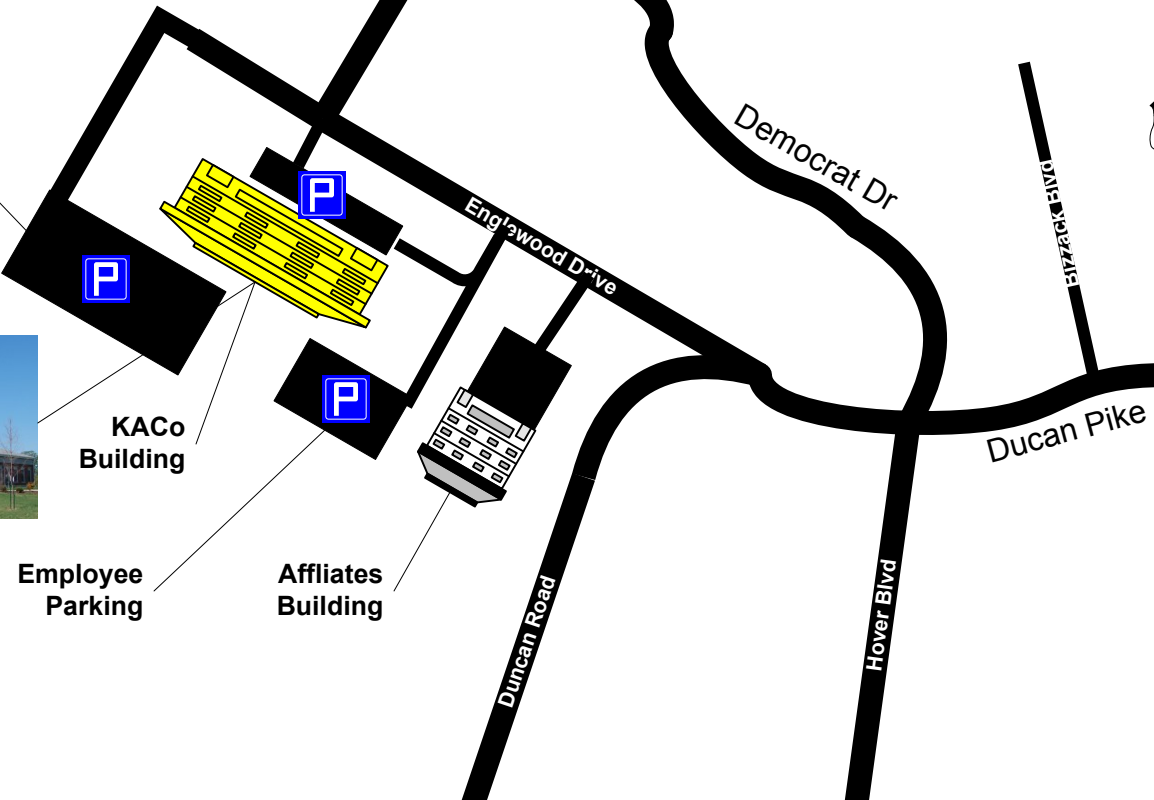 Democrat Dr
Bizzack Blvd
Englewood Drive
P
P
P
P
KACo
Building
Ducan Pike
Employee
Parking
Affliates
Building
Duncan Road
Hover Blvd